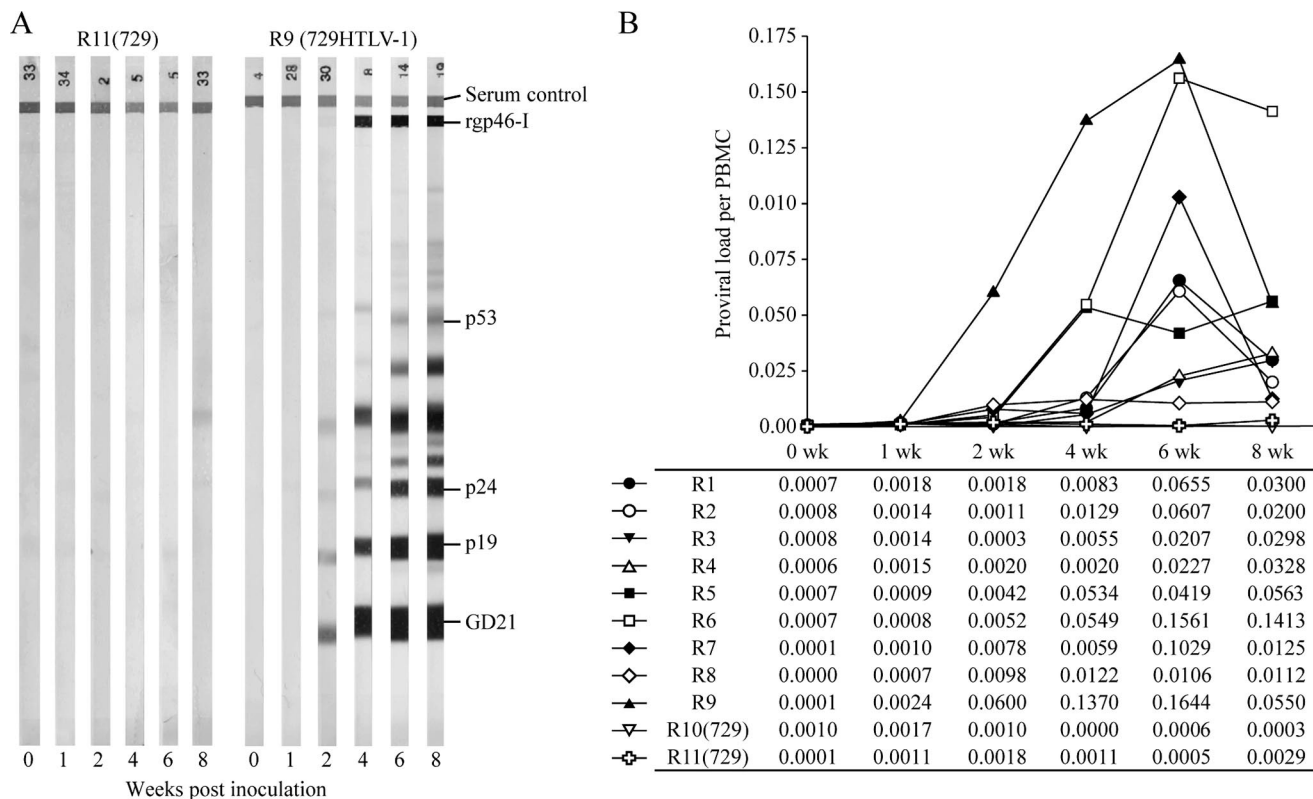 A
R11(729)
R9 (729HTLV-1)
33 34 2 5 5 33
4 28 30 8 14 19
Serum control
rgp46-I
p53
p24
p19
GD21
0 1 2 4 6 8
0 1 2 4 6 8
Weeks post inoculation
B
Proviral load per PBMC
0.175
0.150
0.125
0.010
0.075
0.050
0.025
0.00
0 wk 1 wk 2 wk 4 wk 6 wk 8 wk
R1 0.0007 0.0018 0.0018 0.0083 0.0655 0.0300
R2 0.0008 0.0014 0.0011 0.0129 0.0607 0.0200
R3 0.0008 0.0014 0.0003 0.0055 0.0207 0.0298
R4 0.0006 0.0015 0.0020 0.0020 0.0227 0.0328
R5 0.0007 0.0009 0.0042 0.0534 0.0419 0.0563
R6 0.0007 0.0008 0.0052 0.0549 0.1561 0.1413
R7 0.0001 0.0010 0.0078 0.0059 0.1029 0.0125
R8 0.0000 0.0007 0.0098 0.0122 0.0106 0.0112
R9 0.0001 0.0024 0.0600 0.1370 0.1644 0.0550
R10(729) 0.0010 0.0017 0.0010 0.0000 0.0006 0.0003
R11(729) 0.0001 0.0011 0.0018 0.0011 0.0005 0.0029